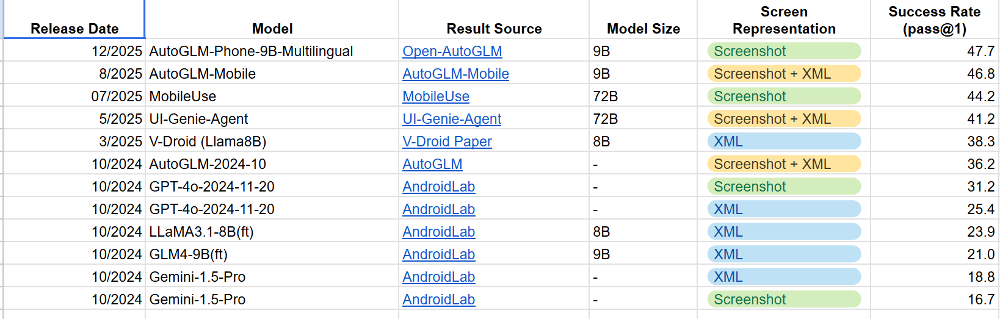 Release Date Model Result Source Model Size Screen Representation Success Rate (pass@1)
12/2025 AutoGLM-Phone-9B-Multilingual Open-AutoGLM 9B Screenshot 47.7
8/2025 AutoGLM-Mobile AutoGLM-Mobile 9B Screenshot + XML 46.8
07/2025 MobileUse MobileUse 72B Screenshot 44.2
5/2025 UI-Genie-Agent UI-Genie-Agent 72B Screenshot + XML 41.2
3/2025 V-Droid (Llama8B) V-Droid Paper 8B XML 38.3
10/2024 AutoGLM-2024-10 AutoGLM - Screenshot + XML 36.2
10/2024 GPT-4o-2024-11-20 AndroidLab - Screenshot 31.2
10/2024 GPT-4o-2024-11-20 AndroidLab - XML 25.4
10/2024 LLaMA3.1-8B(ft) AndroidLab 8B XML 23.9
10/2024 GLM4-9B(ft) AndroidLab 9B XML 21.0
10/2024 Gemini-1.5-Pro AndroidLab - XML 18.8
10/2024 Gemini-1.5-Pro AndroidLab - Screenshot 16.7